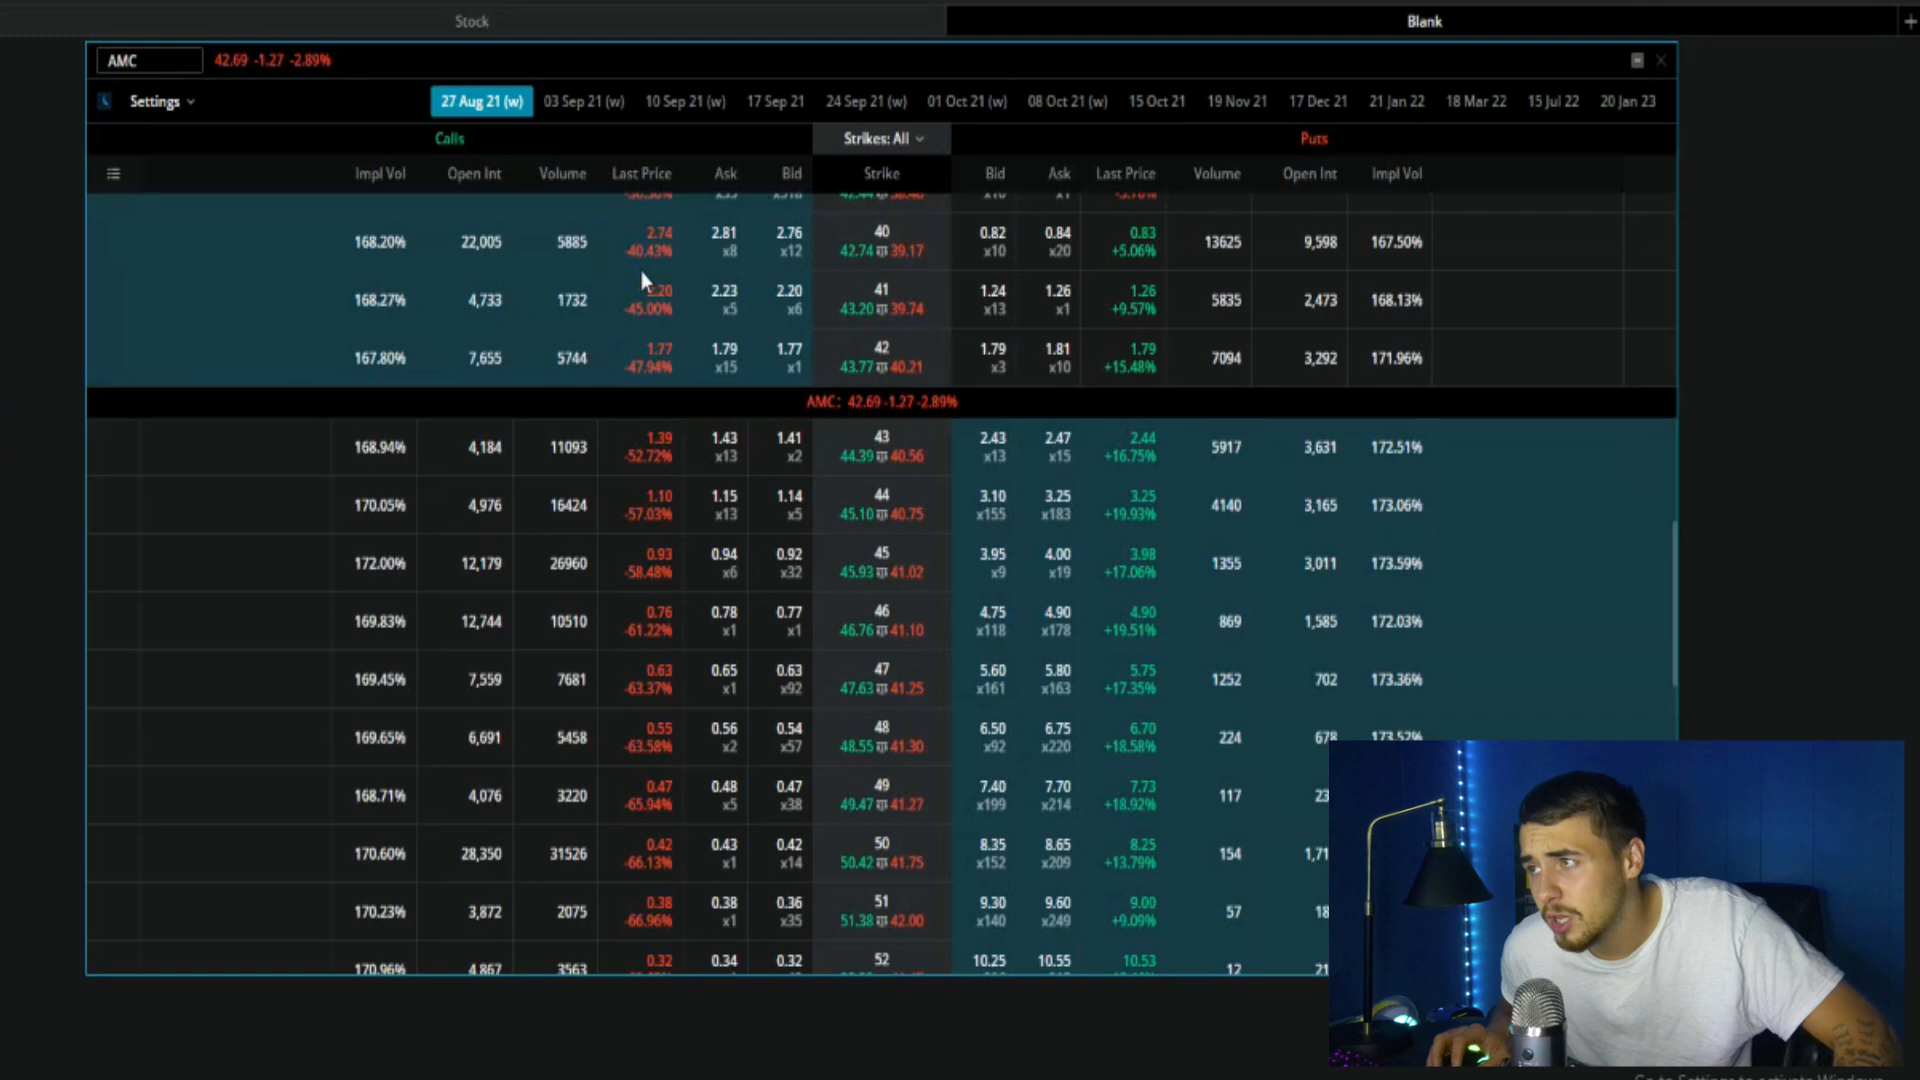 Stock Blank +
AMC 42.69 -1.27 -2.89%
Settings 27 Aug 21 (w) 03 Sep 21 (w) 10 Sep 21 (w) 17 Sep 21 24 Sep 21 (w) 01 Oct 21 (w) 08 Oct 21 (w) 15 Oct 21 19 Nov 21 17 Dec 21 21 Jan 22 18 Mar 22 15 Jul 22 20 Jan 23
Calls Strikes: All Puts
Impl Vol Open Int Volume Last Price Ask Bid Strike Bid Ask Last Price Volume Open Int Impl Vol
168.20% 22,005 5885 2.74 2.81 2.76 40 0.82 0.84 0.83 13625 9,598 167.50%
-40.43% x8 x12 42.74 39.17 x10 x20 +5.06%
168.27% 4,733 1732 2.20 2.23 2.20 41 1.24 1.26 1.26 5835 2,473 168.13%
-45.00% x5 x6 43.20 39.74 x13 x1 +9.57%
167.80% 7,655 5744 1.77 1.79 1.77 42 1.79 1.81 1.79 7094 3,292 171.96%
-47.94% x15 x1 43.77 40.21 x3 x10 +15.48%
AMC: 42.69 -1.27 -2.89%
168.94% 4,184 11093 1.39 1.43 1.41 43 2.43 2.47 2.44 5917 3,631 172.51%
-52.72% x13 x2 44.39 40.56 x13 x15 +16.75%
170.05% 4,976 16424 1.10 1.15 1.14 44 3.10 3.25 3.25 4140 3,165 173.06%
-57.03% x13 x5 45.10 40.75 x155 x183 +19.93%
172.00% 12,179 26960 0.93 0.94 0.92 45 3.95 4.00 3.98 1355 3,011 173.59%
-58.48% x6 x32 45.93 41.02 x9 x19 +17.06%
169.83% 12,744 10510 0.76 0.78 0.77 46 4.75 4.90 4.90 869 1,585 172.03%
-61.22% x1 x1 46.76 41.10 x118 x178 +19.51%
169.45% 7,559 7681 0.63 0.65 0.63 47 5.60 5.80 5.75 1252 702 173.36%
-63.37% x1 x92 47.63 41.25 x161 x163 +17.35%
169.65% 6,691 5458 0.55 0.56 0.54 48 6.50 6.75 6.70 224 678 173.52%
-63.58% x2 x57 48.55 41.30 x92 x220 +18.58%
168.71% 4,076 3220 0.47 0.48 0.47 49 7.40 7.70 7.73 117 23
-65.94% x5 x38 49.47 41.27 x199 x214 +18.92%
170.60% 28,350 31526 0.42 0.43 0.42 50 8.35 8.65 8.25 154 1,71
-66.13% x1 x14 50.42 41.75 x152 x209 +13.79%
170.23% 3,872 2075 0.38 0.38 0.36 51 9.30 9.60 9.00 57 18
-66.96% x1 x35 51.38 42.00 x140 x249 +9.09%
170.96% 4,867 3563 0.32 0.34 0.32 52 10.25 10.55 10.53 12 21